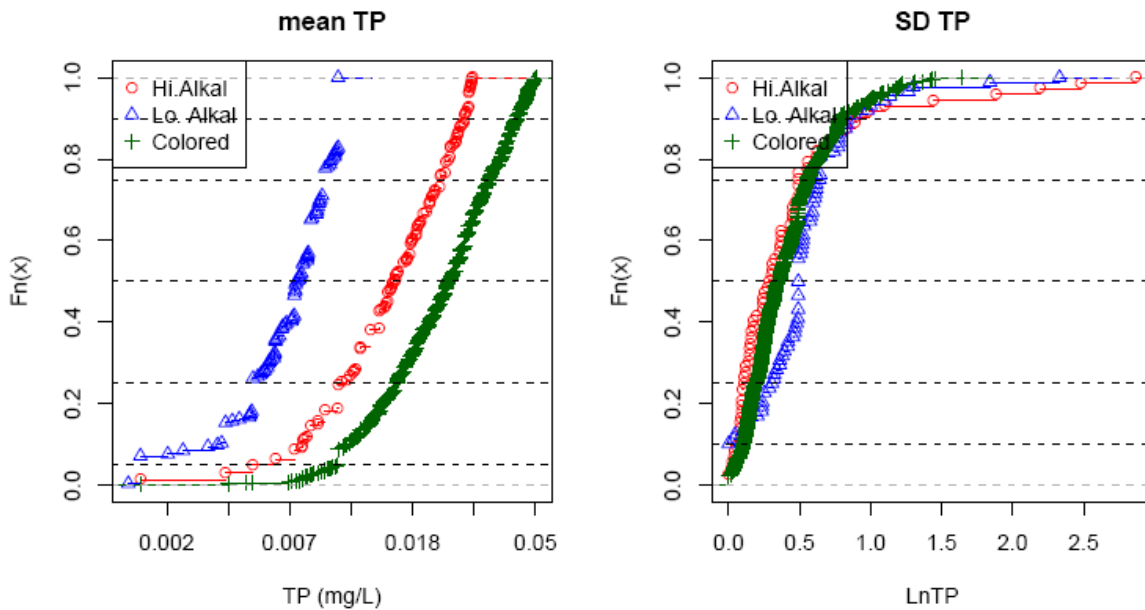 mean TP
Fn(x)
0.0
0.2
0.4
0.6
0.8
1.0
Hi.Alkal
Lo. Alkal
Colored
0.002
0.007
0.018
0.05
TP (mg/L)
SD TP
Fn(x)
0.0
0.2
0.4
0.6
0.8
1.0
Hi.Alkal
Lo. Alkal
Colored
0.0
0.5
1.0
1.5
2.0
2.5
LnTP